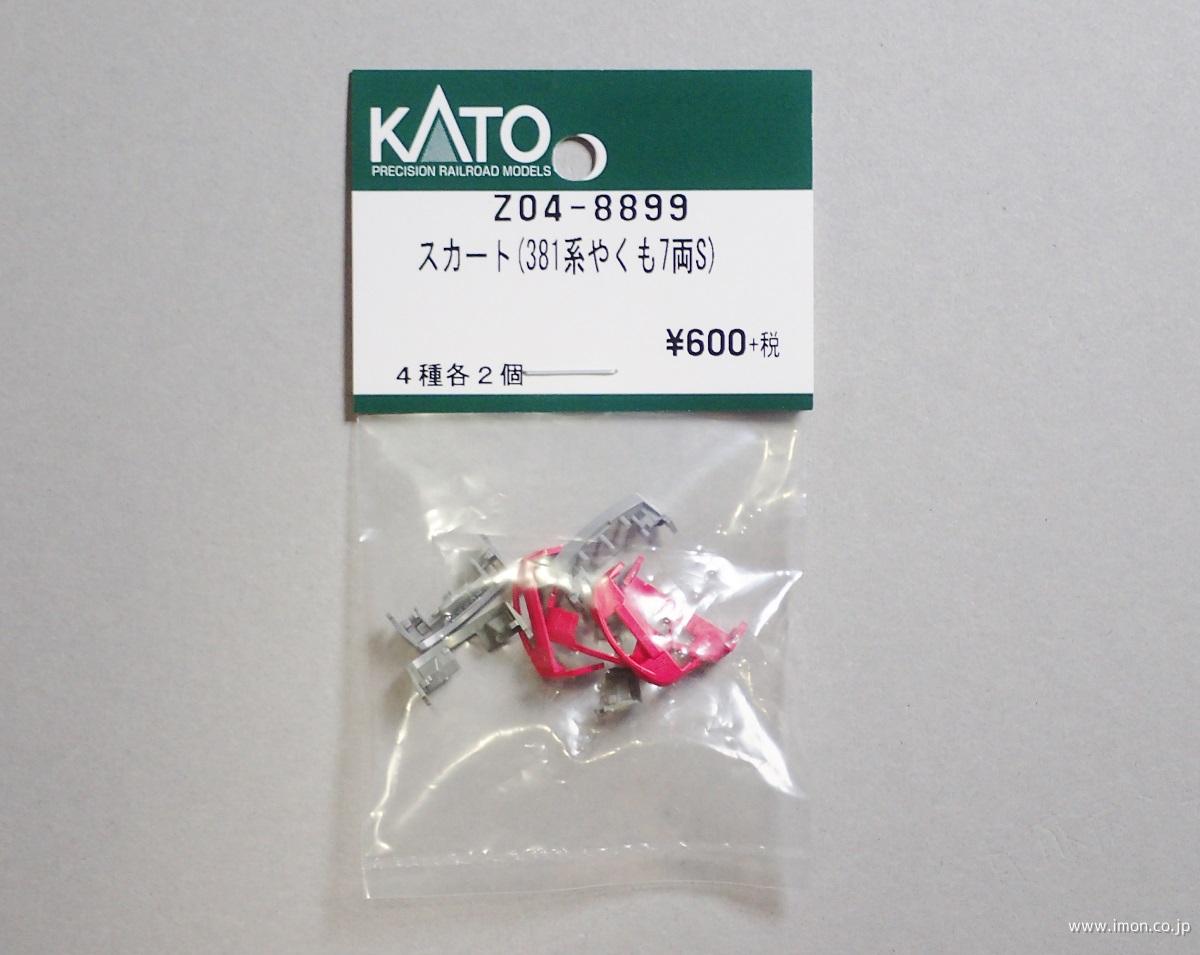 KATO
PRECISION RAILROAD MODELS
Z04-8899
スカート(381系やくも7両S)
¥600+税
4種各2個
www.imon.co.jp